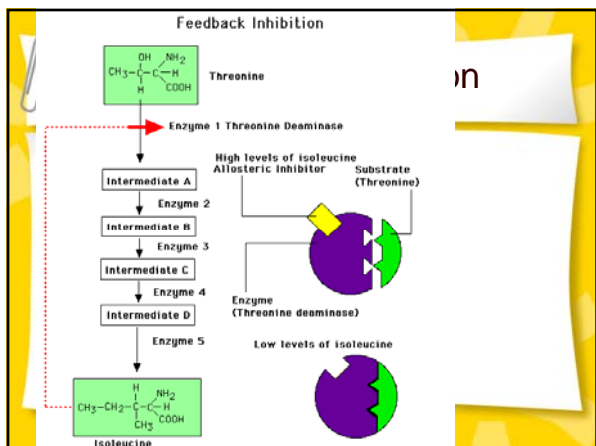 Feedback Inhibition
on
OH
NH₂
CH₃—C—C—H
H
COOH
Threonine
Enzyme 1 Threonine Deaminase
High levels of isoleucine
Allosteric Inhibitor
Substrate
(Threonine)
Intermediate A
Enzyme 2
Intermediate B
Enzyme 3
Intermediate C
Enzyme 4
Intermediate D
Enzyme
(Threonine deaminase)
Enzyme 5
Low levels of isoleucine
H
NH₂
CH₃—CH₂—C—C—H
CH₃
COOH
Isoleucine